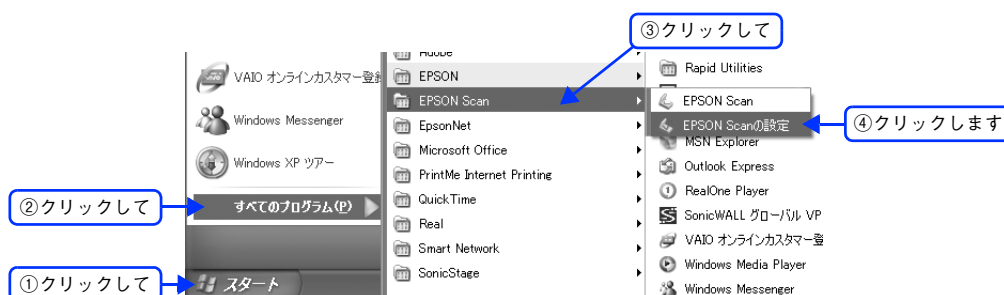 ③クリックして
Adobe
Rapid Utilities
VAIO オンラインカスタマー登録
EPSON
EPSON Scan
EPSON Scan
Windows Messenger
EpsonNet
EPSON Scanの設定
④クリックします
MSN Explorer
Microsoft Office
Outlook Express
Windows XP ツアー
PrintMe Internet Printing
RealOne Player
②クリックして
すべてのプログラム(P)
QuickTime
SonicWALL グローバル VP
Real
VAIO オンラインカスタマー登
Smart Network
Windows Media Player
①クリックして
スタート
SonicStage
Windows Messenger